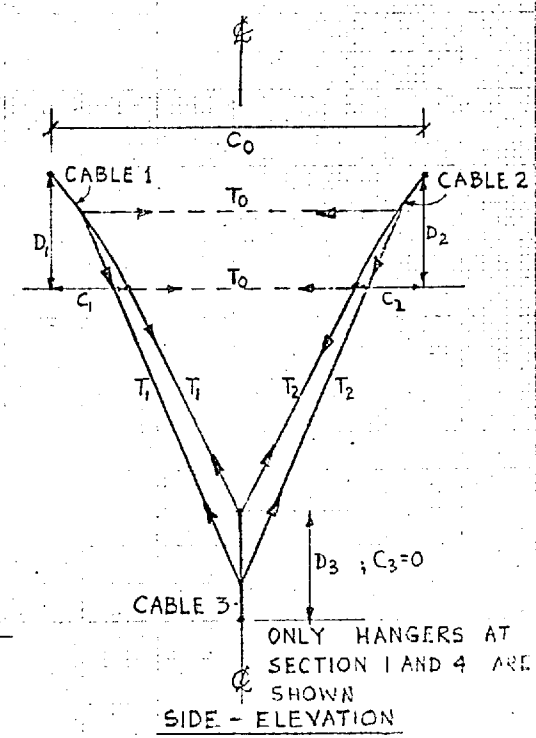 ℄
C₀
CABLE 1
CABLE 2
T₀
D₁
D₂
T₀
C₁
C₂
T₁
T₁
T₂
T₂
D₃ ; C₃=0
CABLE 3
ONLY HANGERS AT
SECTION 1 AND 4 ARE
SHOWN
℄
SIDE - ELEVATION